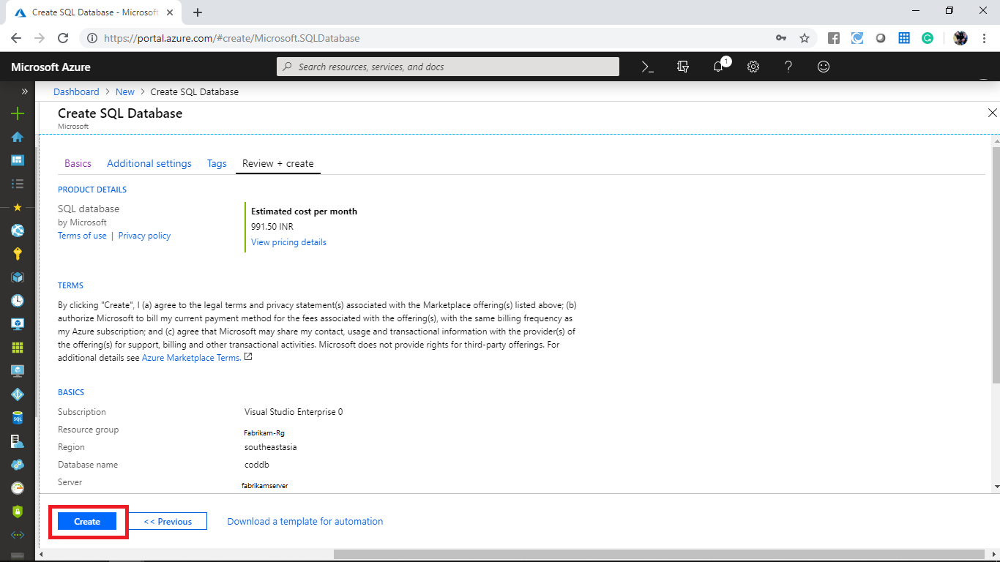 Create SQL Database - Microsoft
https://portal.azure.com/#create/Microsoft.SQLDatabase
Microsoft Azure
Search resources, services, and docs
1
Dashboard > New > Create SQL Database
Create SQL Database
Microsoft
Basics Additional settings Tags Review + create
PRODUCT DETAILS
SQL database
by Microsoft
Terms of use | Privacy policy
Estimated cost per month
991.50 INR
View pricing details
TERMS
By clicking "Create", I (a) agree to the legal terms and privacy statement(s) associated with the Marketplace offering(s) listed above; (b)
authorize Microsoft to bill my current payment method for the fees associated with the offering(s), with the same billing frequency as
my Azure subscription; and (c) agree that Microsoft may share my contact, usage and transactional information with the provider(s) of
the offering(s) for support, billing and other transactional activities. Microsoft does not provide rights for third-party offerings. For
additional details see Azure Marketplace Terms.
BASICS
Subscription Visual Studio Enterprise 0
Resource group Fabrikam-Rg
Region southeastasia
Database name coddb
Server fabrikamserver
SQL
Create << Previous Download a template for automation